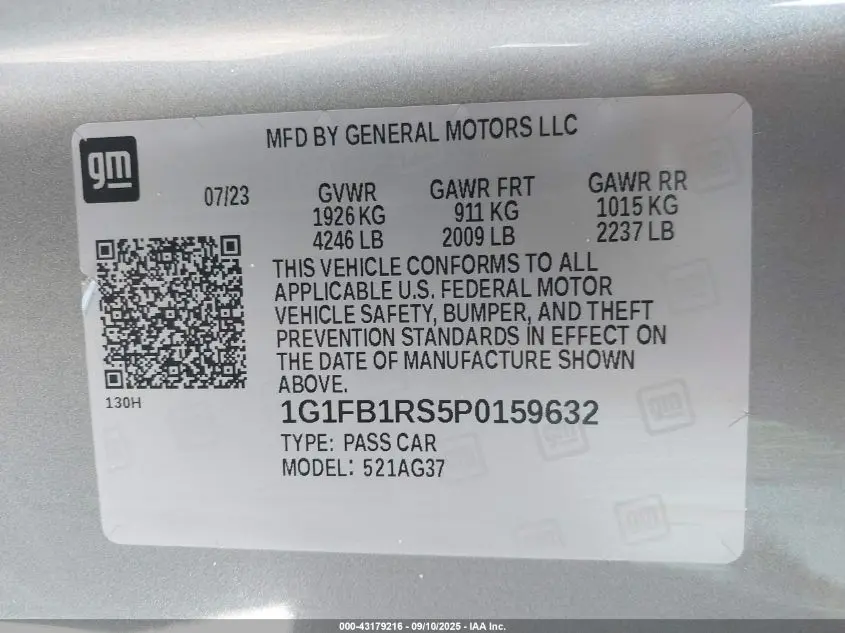 MFD BY GENERAL MOTORS LLC
gm
07/23
GVWR
1926 KG
4246 LB
GAWR FRT
911 KG
2009 LB
GAWR RR
1015 KG
2237 LB
THIS VEHICLE CONFORMS TO ALL
APPLICABLE U.S. FEDERAL MOTOR
VEHICLE SAFETY, BUMPER, AND THEFT
PREVENTION STANDARDS IN EFFECT ON
THE DATE OF MANUFACTURE SHOWN
ABOVE.
130H
1G1FB1RS5P0159632
TYPE: PASS CAR
MODEL: 521AG37
000-43179216 - 09/10/2025 - IAA Inc.